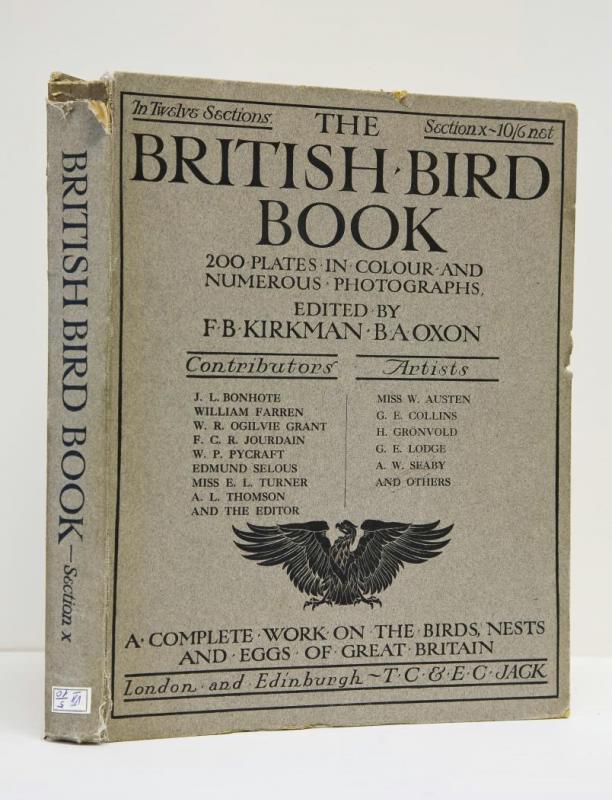 In Twelve Sections.
Section x~10/6 net
THE
BRITISH·BIRD
BOOK
200·PLATES·IN·COLOUR·AND
NUMEROUS·PHOTOGRAPHS,
EDITED·BY
F·B·KIRKMAN·B·A·OXON
Contributors
J. L. BONHOTE
WILLIAM FARREN
W. R. OGILVIE GRANT
F. C. R. JOURDAIN
W. P. PYCRAFT
EDMUND SELOUS
MISS E. L. TURNER
A. L. THOMSON
AND THE EDITOR
Artists
MISS W. AUSTEN
G. E. COLLINS
H. GRÖNVOLD
G. E. LODGE
A. W. SEABY
AND OTHERS
A·COMPLETE·WORK·ON·THE·BIRDS, NESTS
AND·EGGS·OF·GREAT·BRITAIN
London·and·Edinburgh~T·C·&·E·C·JACK
BRITISH BIRD BOOK—Section x